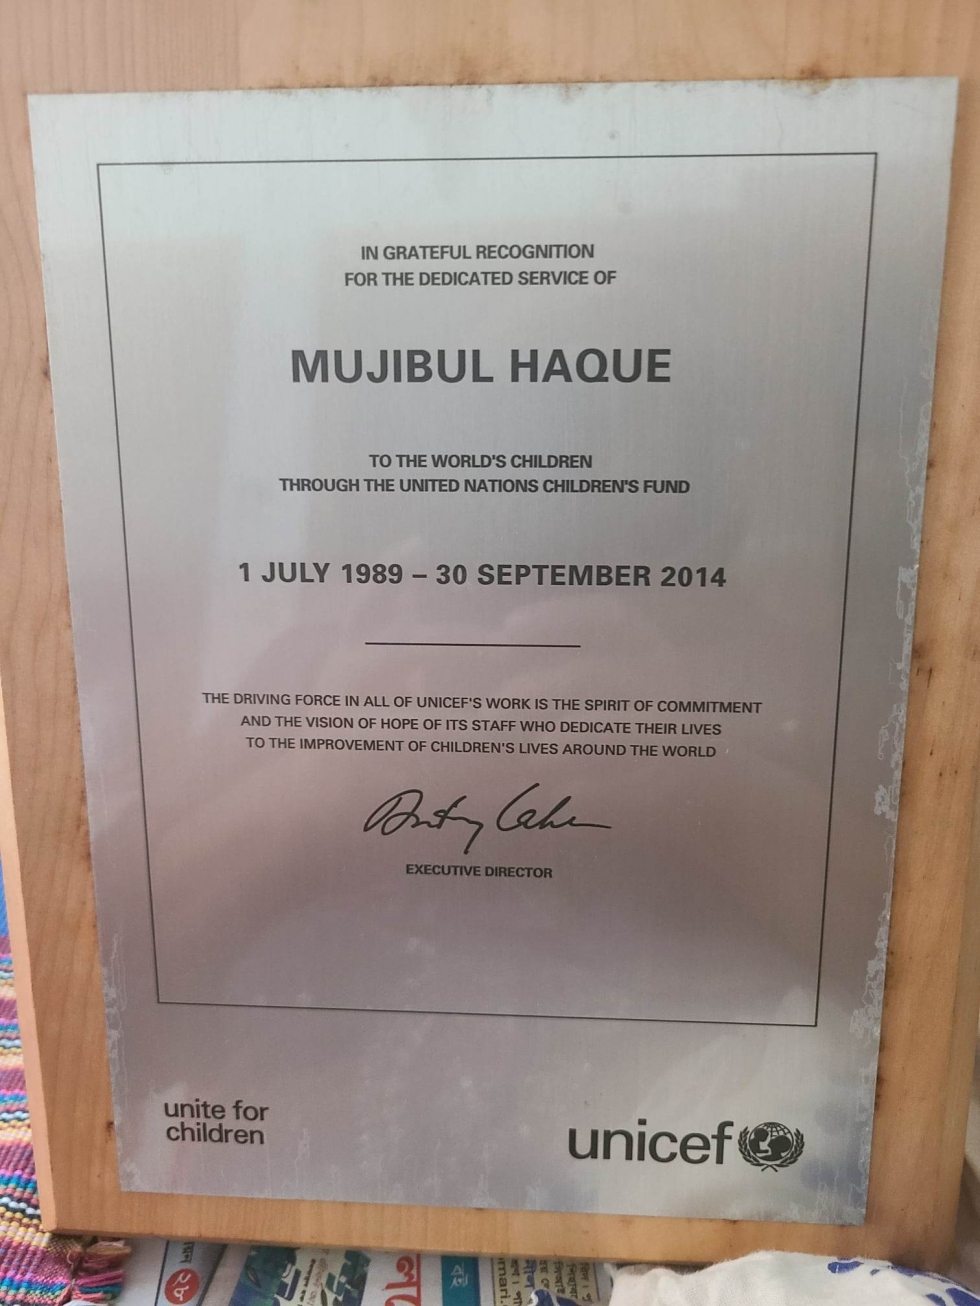 IN GRATEFUL RECOGNITION
FOR THE DEDICATED SERVICE OF
MUJIBUL HAQUE
TO THE WORLD'S CHILDREN
THROUGH THE UNITED NATIONS CHILDREN'S FUND
1 JULY 1989 – 30 SEPTEMBER 2014
THE DRIVING FORCE IN ALL OF UNICEF'S WORK IS THE SPIRIT OF COMMITMENT
AND THE VISION OF HOPE OF ITS STAFF WHO DEDICATE THEIR LIVES
TO THE IMPROVEMENT OF CHILDREN'S LIVES AROUND THE WORLD
EXECUTIVE DIRECTOR
unite for
children
unicef